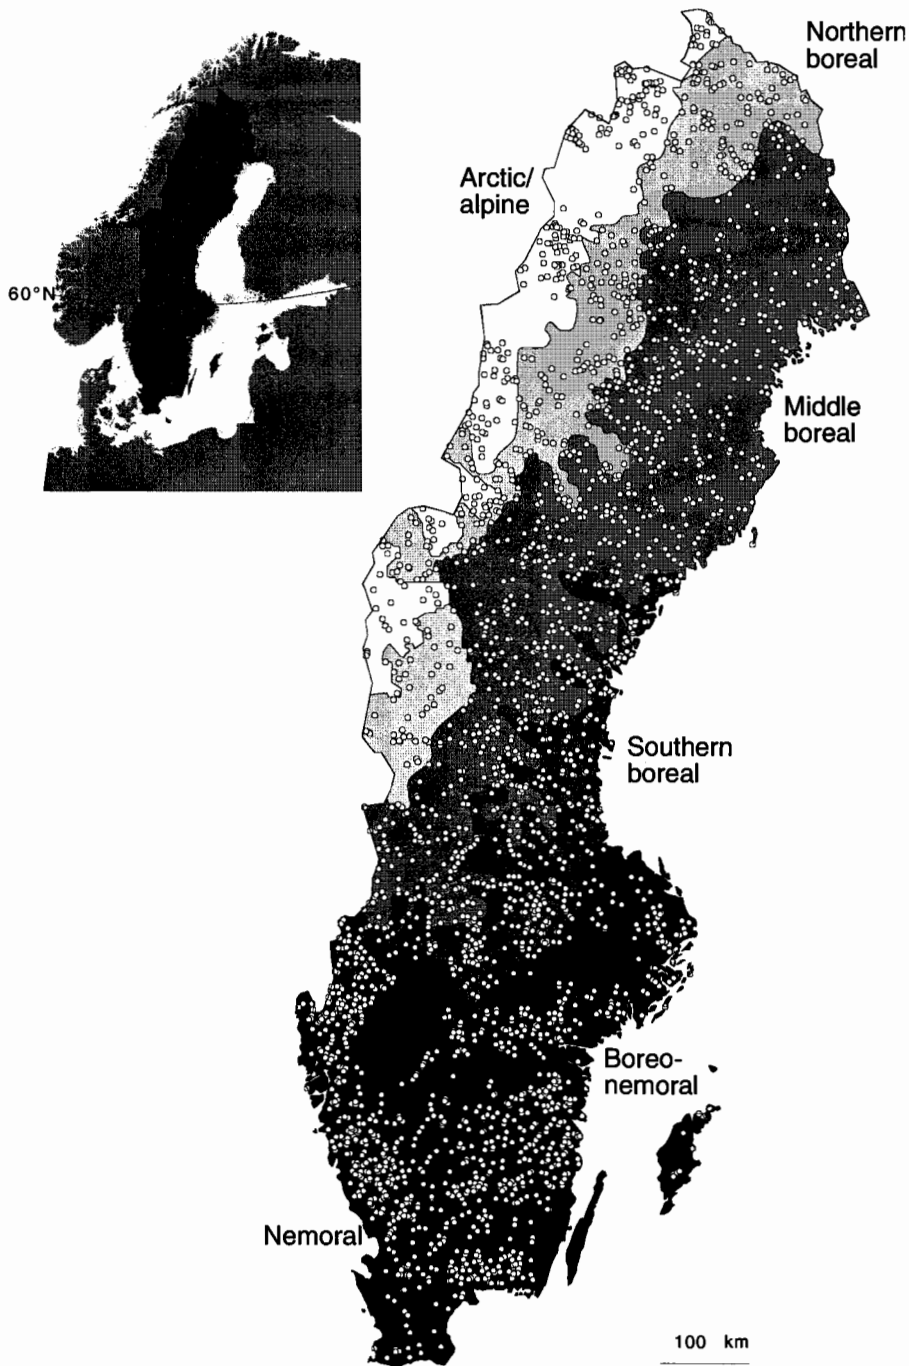 Northern
boreal
Arctic/
alpine
60°N
Middle
boreal
Southern
boreal
Boreo-
nemoral
Nemoral
100 km